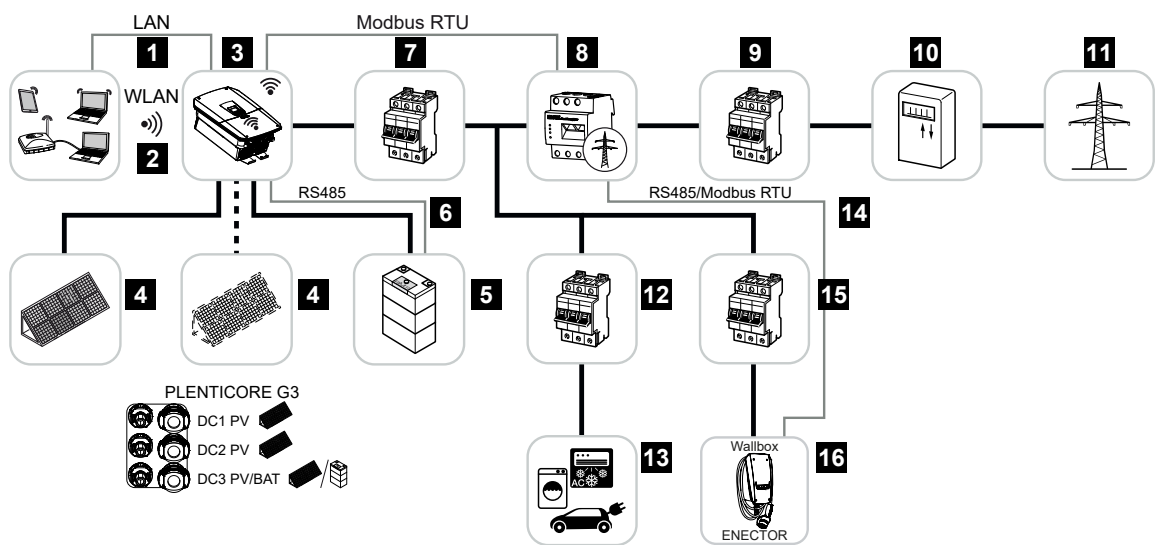 LAN
Modbus RTU
1
3
7
8
9
10
11
WLAN
2
RS485
6
RS485/Modbus RTU
14
4
4
5
12
15
PLENTICORE G3
DC1 PV
DC2 PV
DC3 PV/BAT
/
13
AC
Wallbox
16
ENECTOR